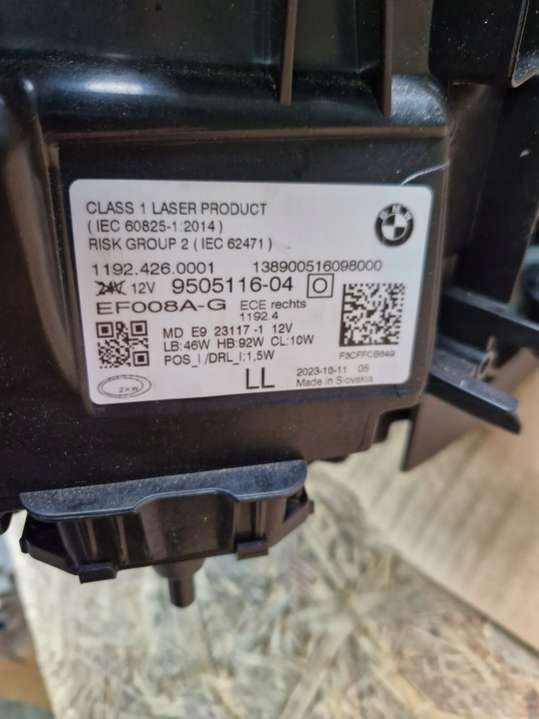 CLASS 1 LASER PRODUCT
( IEC 60825-1:2014 )
RISK GROUP 2 ( IEC 62471 )
1192.426.0001 138900516098000
24V 12V 9505116-04
EF008A-G ECE rechts
1192.4
MD E9 23117 -1 12V
LB:46W HB:92W CL:10W
POS_I /DRL_I:1,5W
F3CFFCB649
LL
2023-10-11 05
Made in Slovakia